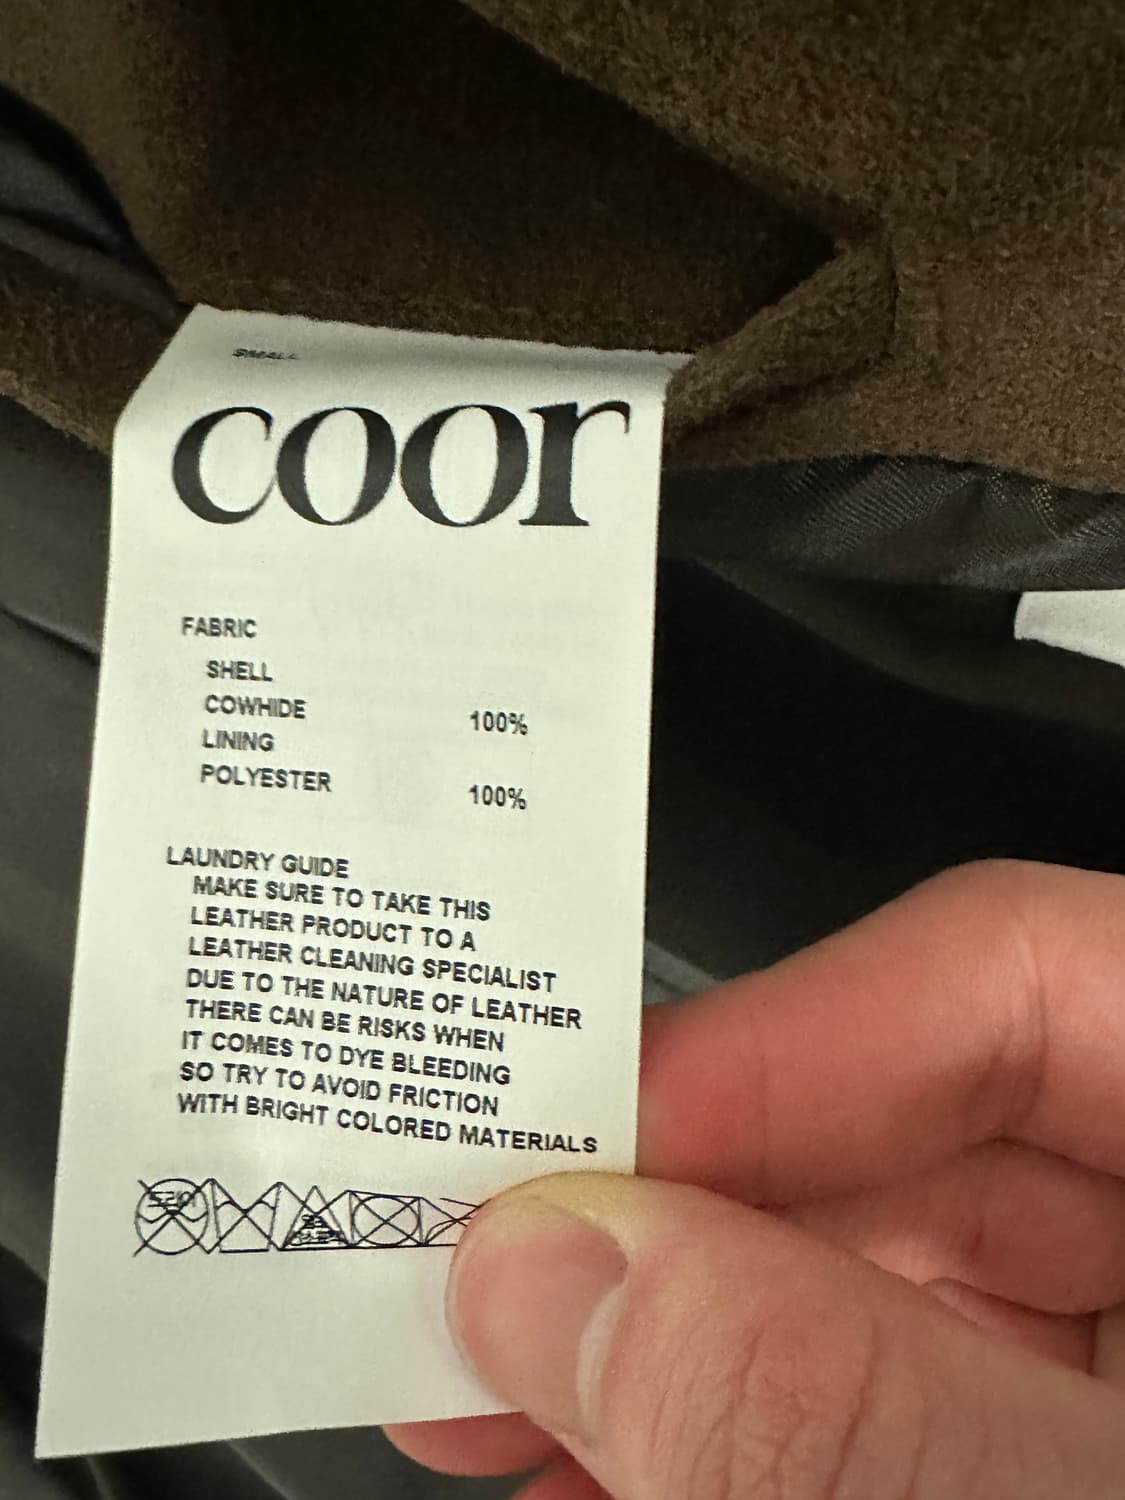 SMALL
coor
FABRIC
SHELL
COWHIDE 100%
LINING
POLYESTER 100%
LAUNDRY GUIDE
MAKE SURE TO TAKE THIS
LEATHER PRODUCT TO A
LEATHER CLEANING SPECIALIST
DUE TO THE NATURE OF LEATHER
THERE CAN BE RISKS WHEN
IT COMES TO DYE BLEEDING
SO TRY TO AVOID FRICTION
WITH BRIGHT COLORED MATERIALS